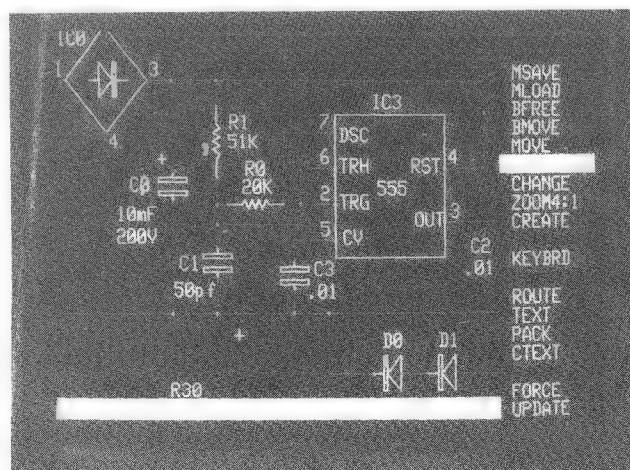 IC0
1
3
4
R1
51K
R0
20K
C0
10mF
200V
C1
50pf
C3
.01
IC3
7
DSC
6
TRH
RST
4
555
2
TRG
OUT
3
5
CV
C2
.01
+
+
D0
D1
R30
MSAVE
MLOAD
BFREE
BMOVE
MOVE
CHANGE
ZOOM4:1
CREATE
KEYBRD
ROUTE
TEXT
PACK
CTEXT
FORCE
UPDATE